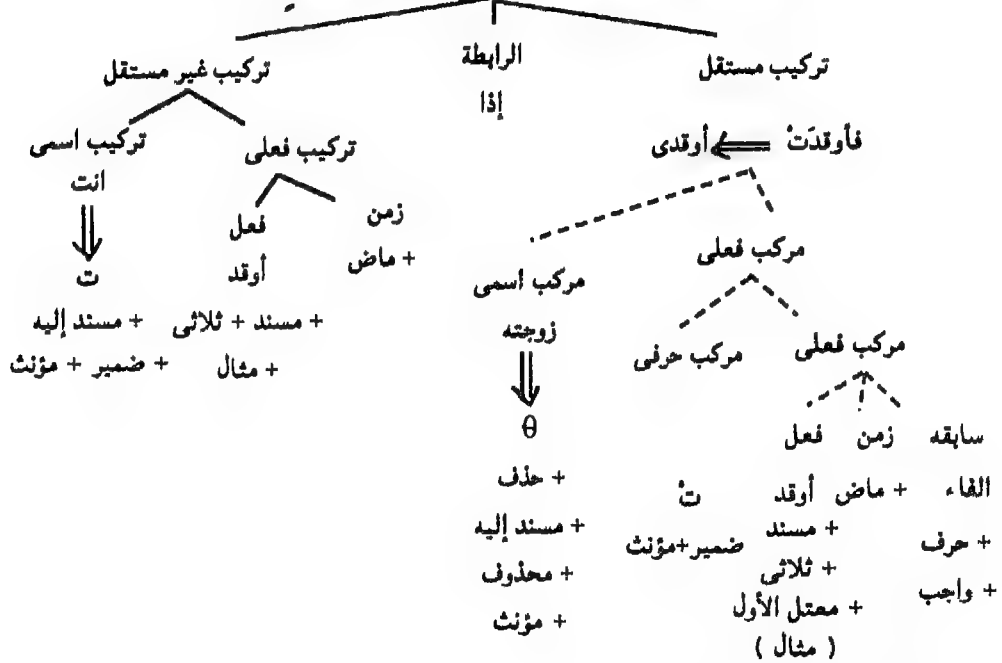 تركيب مستقل
الرابطة
تركيب غير مستقل
إذا
فأوقدَتْ
أوقدى
تركيب فعلى
تركيب اسمى
انت
زمن
فعل
+ ماض
أوقد
ت
+ مسند + ثلاثى
+ مسند إليه
+ مثال
+ ضمير + مؤنث
مركب فعلى
مركب أسمى
زوجته
مركب فعلى
مركب حرفى
θ
سابقه
زمن
فعل
+ حذف
الفاء
+ ماض
أوقد
تْ
+ مسند إليه
+ حرف
+ مسند
ضمير+مؤنث
+ محذوف
+ واجب
+ ثلاثى
+ مؤنث
+ معتل الأول
( مثال )